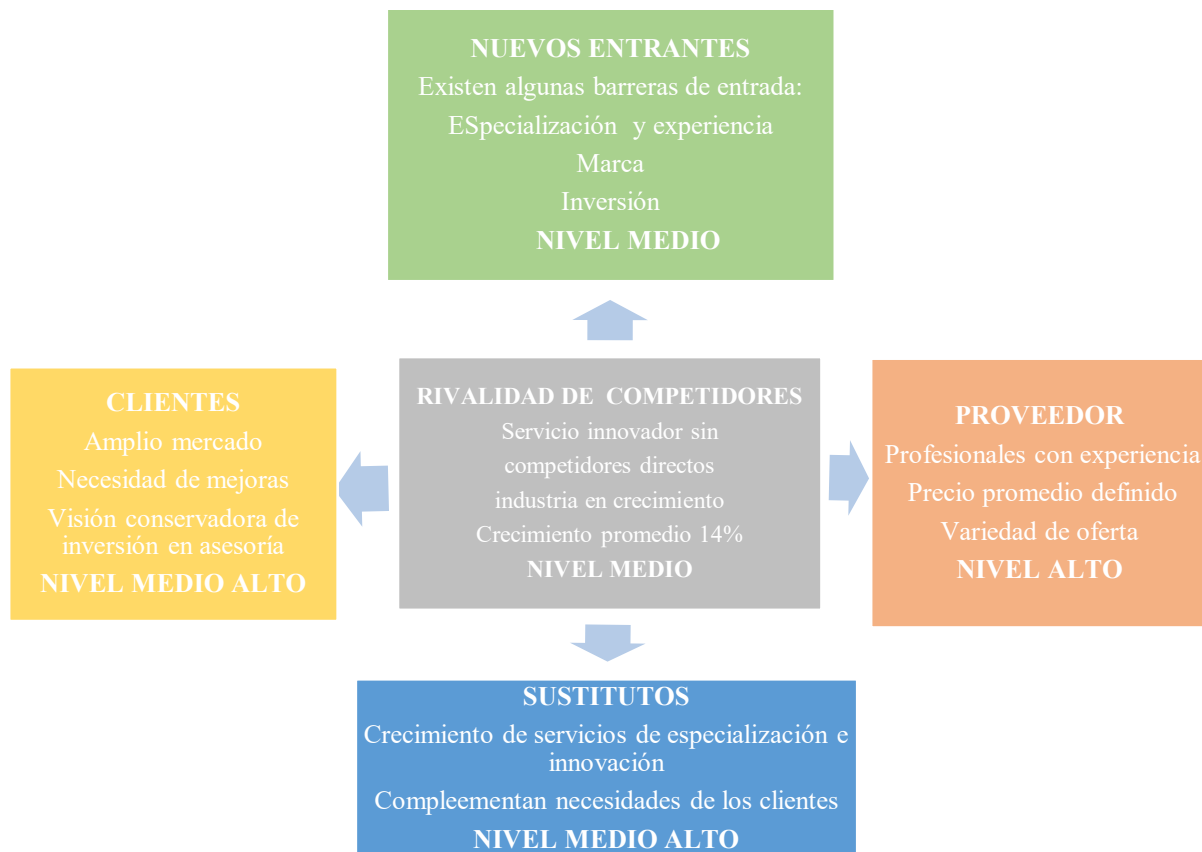 NUEVOS ENTRANTES
Existen algunas barreras de entrada:
ESpecialización y experiencia
Marca
Inversión
NIVEL MEDIO
CLIENTES
Amplio mercado
Necesidad de mejoras
Visión conservadora de
inversión en asesoría
NIVEL MEDIO ALTO
RIVALIDAD DE COMPETIDORES
Servicio innovador sin
competidores directos
industria en crecimiento
Crecimiento promedio 14%
NIVEL MEDIO
PROVEEDOR
Profesionales con experiencia
Precio promedio definido
Variedad de oferta
NIVEL ALTO
SUSTITUTOS
Crecimiento de servicios de especialización e
innovación
Compleementan necesidades de los clientes
NIVEL MEDIO ALTO